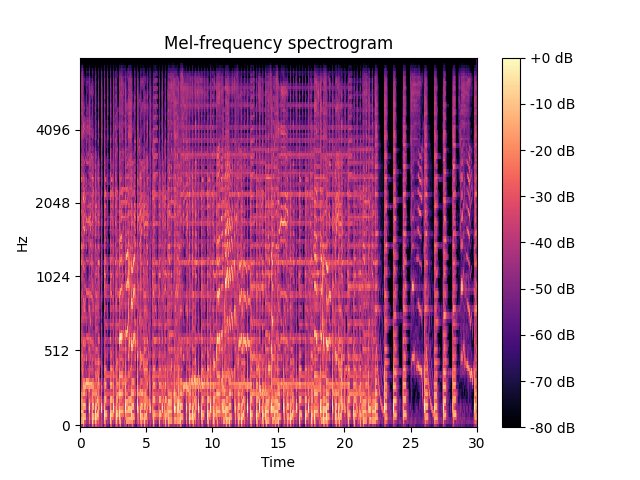 Mel-frequency spectrogram
Hz
4096
2048
1024
512
0
0 5 10 15 20 25 30
Time
+0 dB
-10 dB
-20 dB
-30 dB
-40 dB
-50 dB
-60 dB
-70 dB
-80 dB